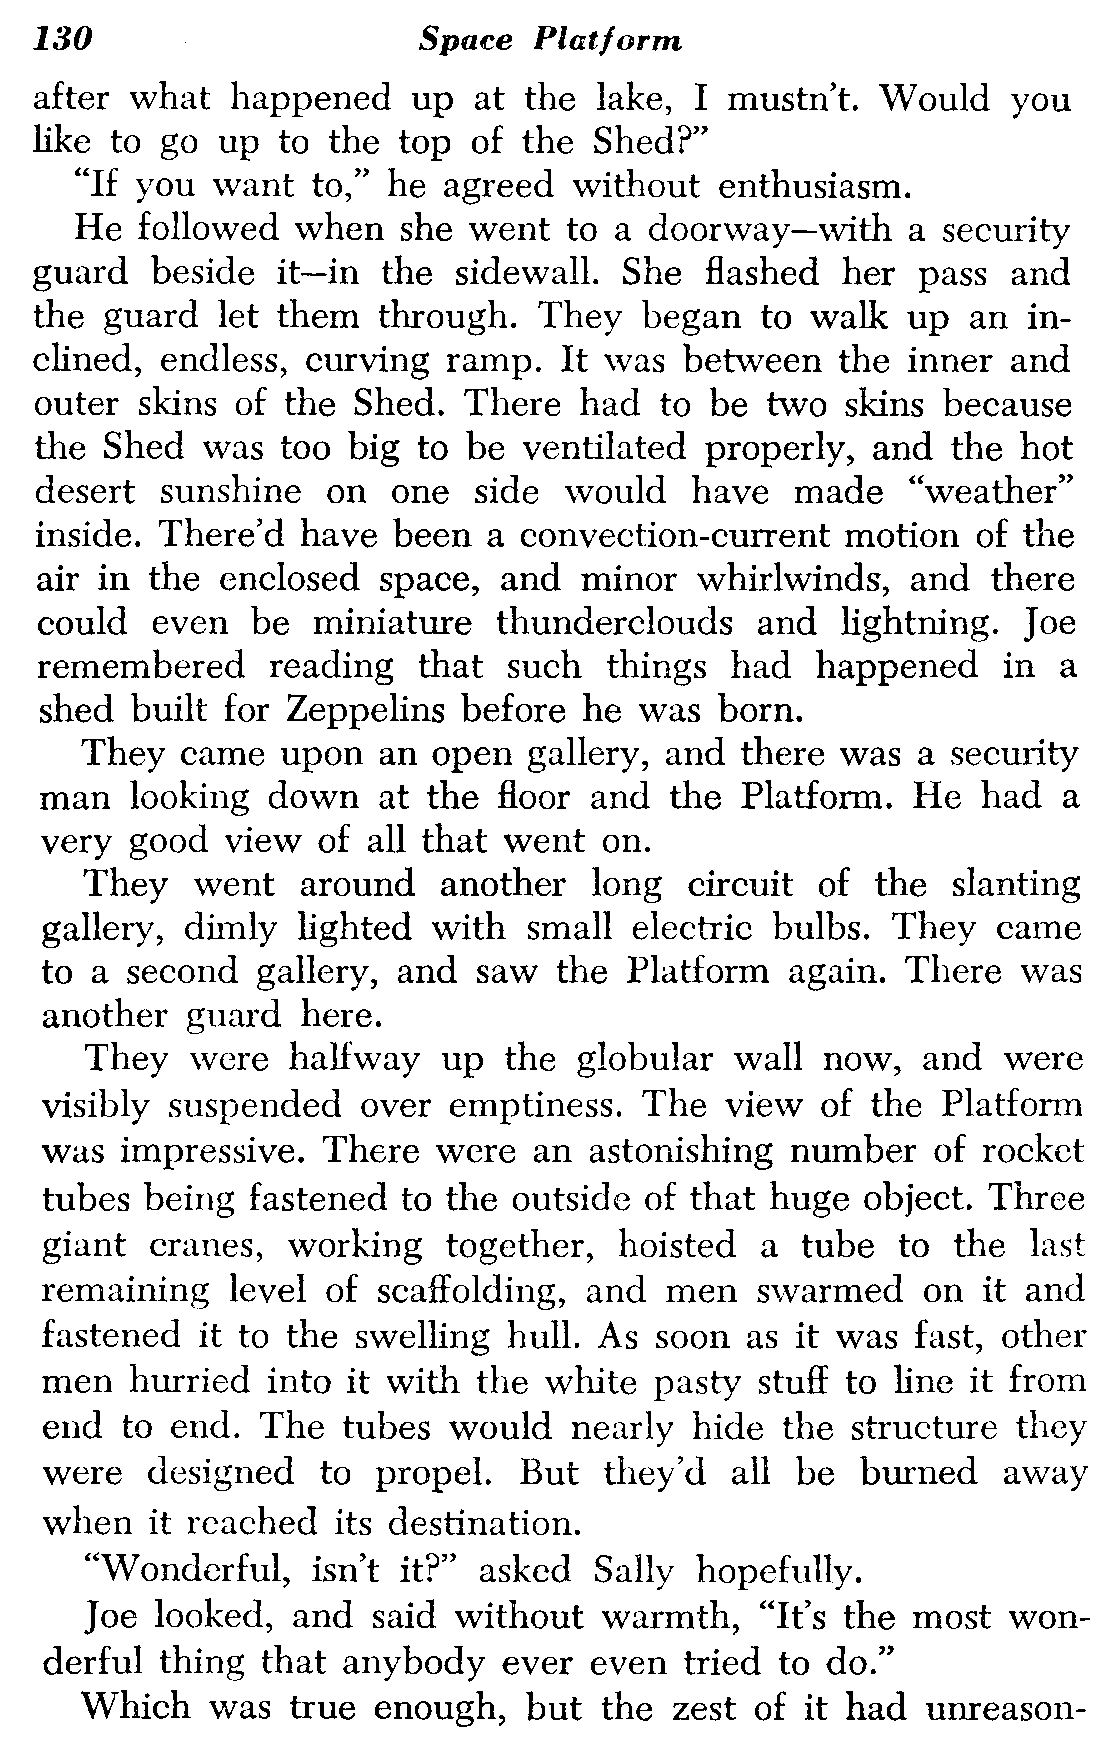 130 Space Platform
after what happened up at the lake, I mustn't. Would you
like to go up to the top of the Shed?”
“If you want to,” he agreed without enthusiasm.
He followed when she went to a doorway—with a security
guard beside it—in the sidewall. She flashed her pass and
the guard let them through. They began to walk up an in-
clined, endless, curving ramp. It was between the inner and
outer skins of the Shed. There had to be two skins because
the Shed was too big to be ventilated properly, and the hot
desert sunshine on one side would have made “weather”
inside. There'd have been a convection-current motion of the
air in the enclosed space, and minor whirlwinds, and there
could even be miniature thunderclouds and lightning. Joe
remembered reading that such things had happened in a
shed built for Zeppelins before he was born.
They came upon an open gallery, and there was a security
man looking down at the floor and the Platform. He had a
very good view of all that went on.
They went around another long circuit of the slanting
gallery, dimly lighted with small electric bulbs. They came
to a second gallery, and saw the Platform again. There was
another guard here.
They were halfway up the globular wall now, and were
visibly suspended over emptiness. The view of the Platform
was impressive. There were an astonishing number of rocket
tubes being fastened to the outside of that huge object. Three
giant cranes, working together, hoisted a tube to the last
remaining level of scaffolding, and men swarmed on it and
fastened it to the swelling hull. As soon as it was fast, other
men hurried into it with the white pasty stuff to line it from
end to end. The tubes would nearly hide the structure they
were designed to propel. But they'd all be burned away
when it reached its destination.
“Wonderful, isn't it?” asked Sally hopefully.
Joe looked, and said without warmth, “It's the most won-
derful thing that anybody ever even tried to do.”
Which was true enough, but the zest of it had unreason-